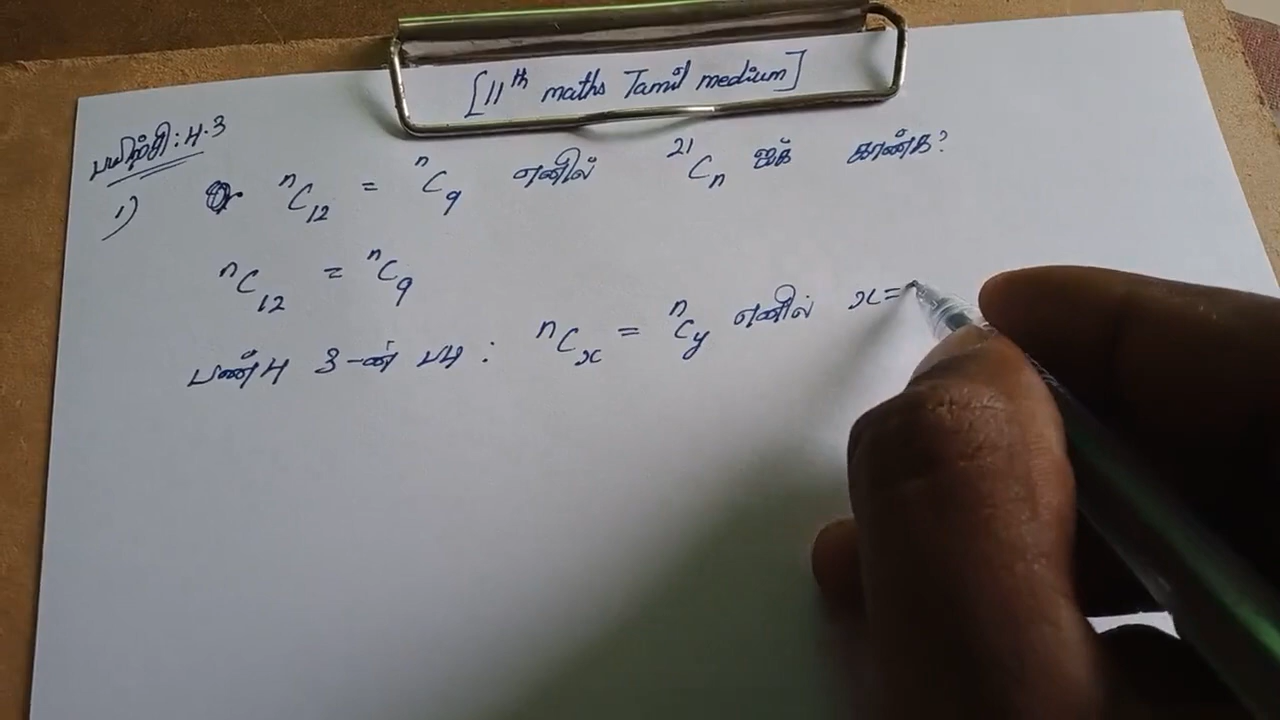 [11th maths Tamil medium]
பயிற்சி : 4.3
1) ⁿC₁₂ = ⁿC₉ எனில் ²¹Cₙ ஐக் காண்க?
ⁿC₁₂ = ⁿC₉
பண்பு 3-ன் படி : ⁿCₓ = ⁿCᵧ எனில் x=